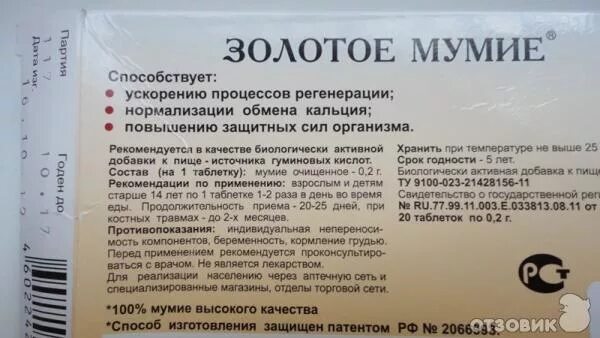 ЗОЛОТОЕ МУМИЕ®
Способствует:
• ускорению процессов регенерации;
• нормализации обмена кальция;
• повышению защитных сил организма.
Рекомендуется в качестве биологически активной
добавки к пище - источника гуминовых кислот.
Состав (на 1 таблетку): мумие очищенное - 0,2 г.
Рекомендации по применению: взрослым и детям
старше 14 лет по 1 таблетке 1-2 раза в день во время
еды. Продолжительность приема - 20-25 дней, при
костных травмах - до 2-х месяцев.
Противопоказания: индивидуальная непереноси-
мость компонентов, беременность, кормление грудью.
Перед применением рекомендуется проконсультиро-
ваться с врачом. Не является лекарством.
Для реализации населению через аптечную сеть и
специализированные магазины, отделы торговой сети.
Хранить при температуре не выше 25
Срок годности - 5 лет.
Биологически активная добавка к пище
ТУ 9100-023-21428156-11
Свидетельство о государственной реги
№ RU.77.99.11.003.Е.033813.08.11 от
20 таблеток по 0,2 г.
РСТ
*100% мумие высокого качества
*Способ изготовления защищен патентом РФ № 2066393.
Партия
117
Дата изг.
Годен до
10.17
отзовик